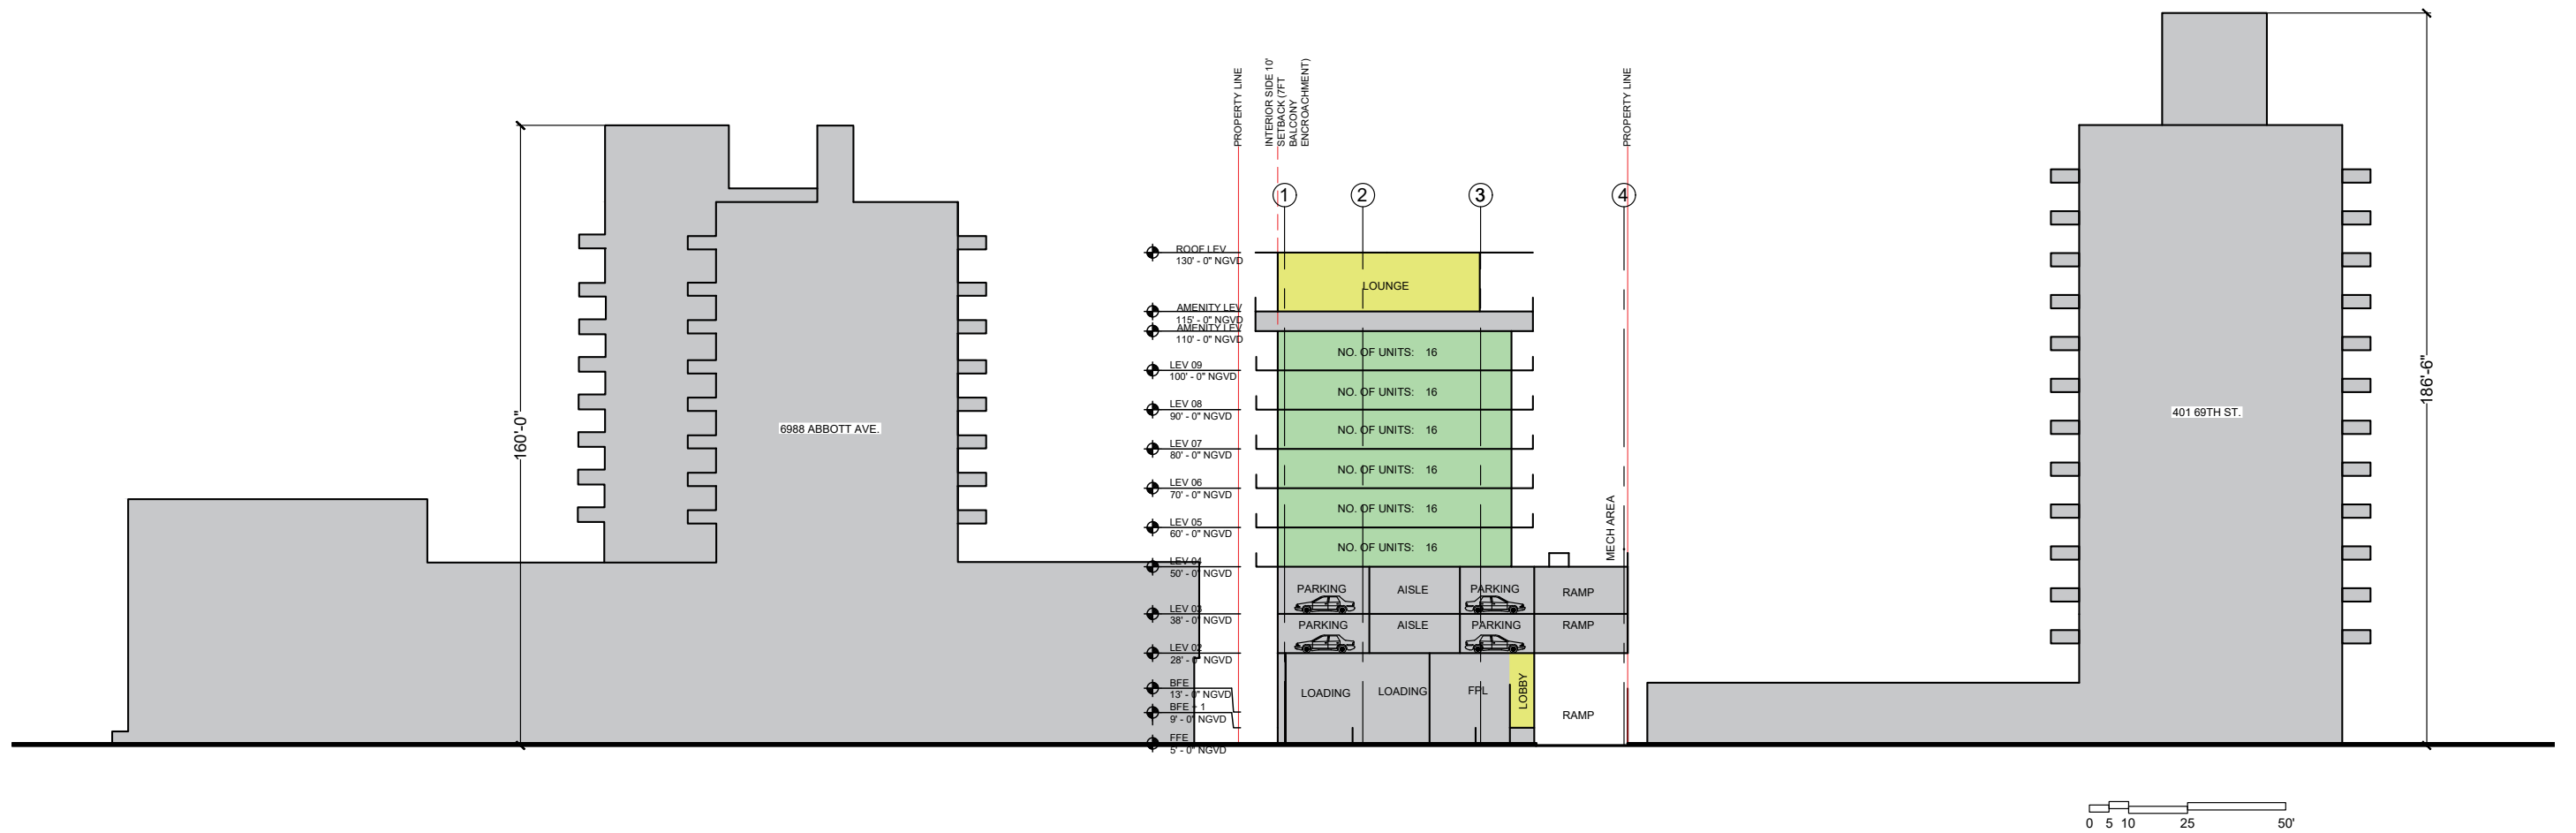 PROPERTY LINE
INTERIOR SIDE 10'
SETBACK (7FT
BALCONY
ENCROACHMENT)
PROPERTY LINE
1
2
3
4
ROOF LEV
130' - 0" NGVD
LOUNGE
AMENITY LEV
115' - 0" NGVD
AMENITY LEV
110' - 0" NGVD
NO. OF UNITS: 16
LEV 09
100' - 0" NGVD
NO. OF UNITS: 16
LEV 08
90' - 0" NGVD
NO. OF UNITS: 16
LEV 07
80' - 0" NGVD
NO. OF UNITS: 16
LEV 06
70' - 0" NGVD
NO. OF UNITS: 16
LEV 05
60' - 0" NGVD
NO. OF UNITS: 16
LEV 04
50' - 0" NGVD
MECH AREA
160'-0"
6988 ABBOTT AVE.
401 69TH ST.
186'-6"
PARKING AISLE PARKING RAMP
LEV 03
38' - 0" NGVD
PARKING AISLE PARKING RAMP
LEV 02
28' - 0" NGVD
BFE
13' - 0" NGVD
BFE + 1
9' - 0" NGVD
FFE
5' - 0" NGVD
LOADING LOADING FPL LOBBY RAMP
0 5 10 25 50'